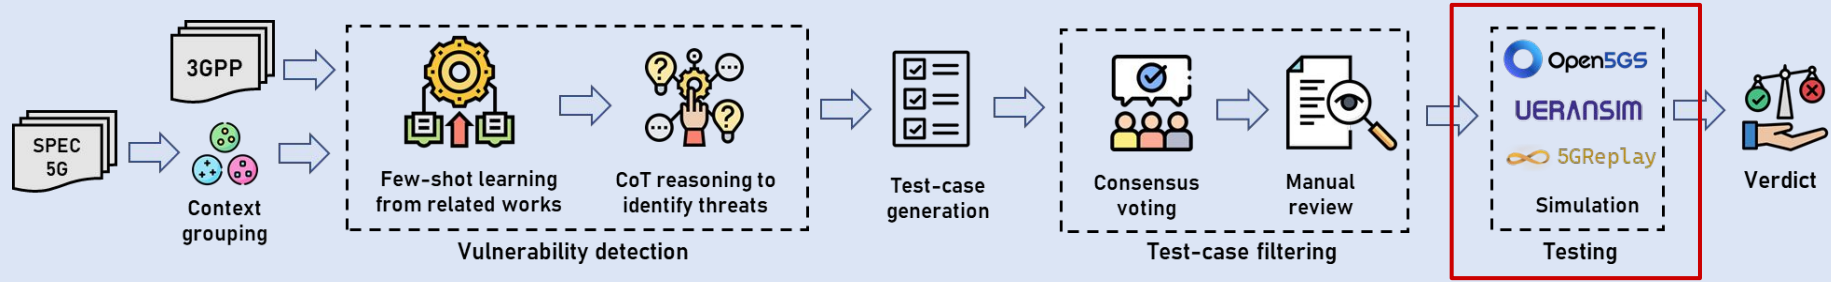 3GPP
SPEC
5G
Context
grouping
Few-shot learning
from related works
CoT reasoning to
identify threats
Vulnerability detection
Test-case
generation
Consensus
voting
Manual
review
Test-case filtering
Open5GS
UERANSIM
5GReplay
Simulation
Testing
Verdict